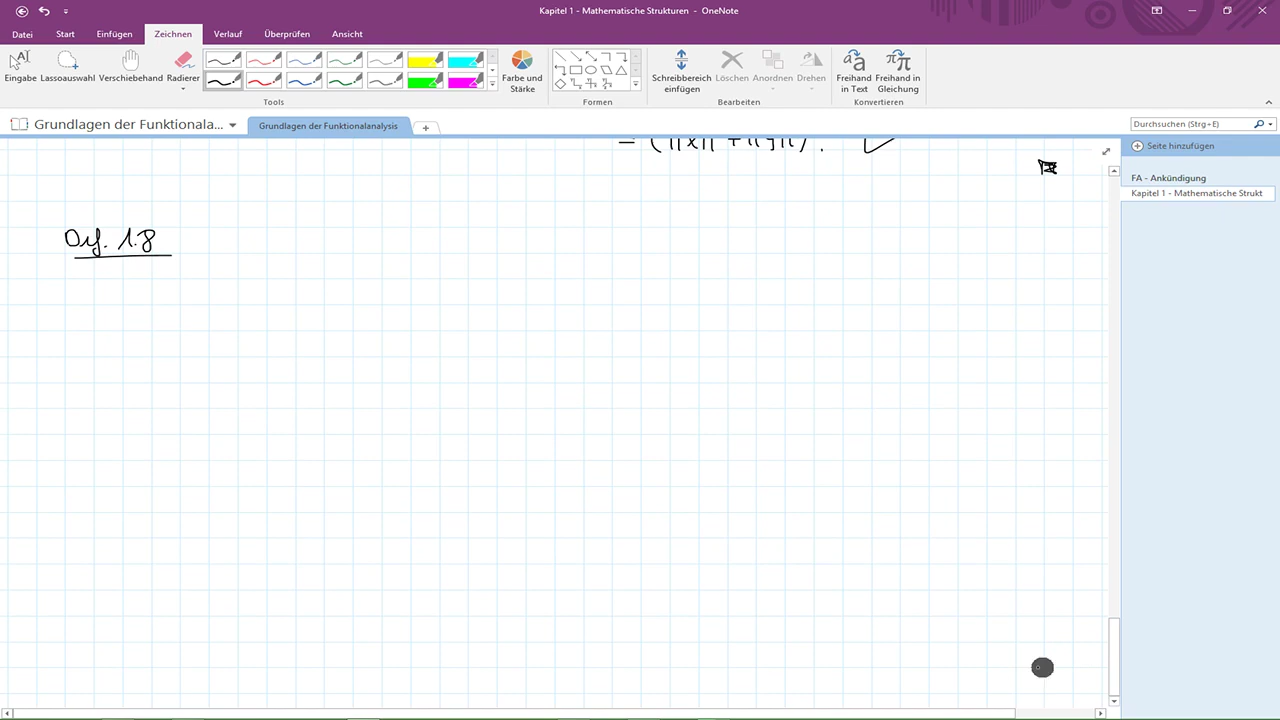 Kapitel 1 - Mathematische Strukturen - OneNote
Datei Start Einfügen Zeichnen Verlauf Überprüfen Ansicht
Eingabe Lassoauswahl Verschiebehand Radierer Farbe und Stärke Schreibbereich einfügen Löschen Anordnen Drehen Freihand in Text Freihand in Gleichung
Tools Formen Bearbeiten Konvertieren
Grundlagen der Funktionala... Grundlagen der Funktionalanalysis Durchsuchen (Strg+E)
Seite hinzufügen
FA - Ankündigung
Kapitel 1 - Mathematische Strukt
Def. 1.8